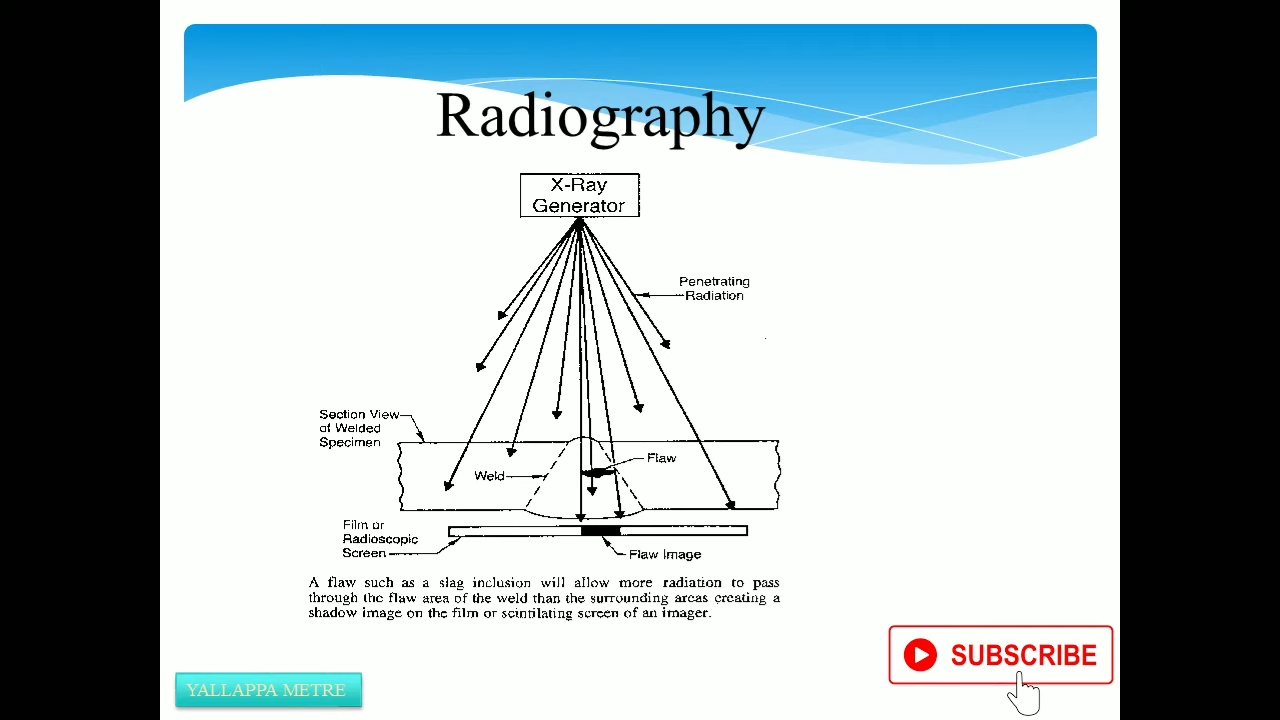 Radiography
X-Ray
Generator
Penetrating
Radiation
Section View
of Welded
Specimen
Flaw
Weld
Film or
Radioscopic
Screen
Flaw Image
A flaw such as a slag inclusion will allow more radiation to pass
through the flaw area of the weld than the surrounding areas creating a
shadow image on the film or scintilating screen of an imager.
SUBSCRIBE
YALLAPPA METRE